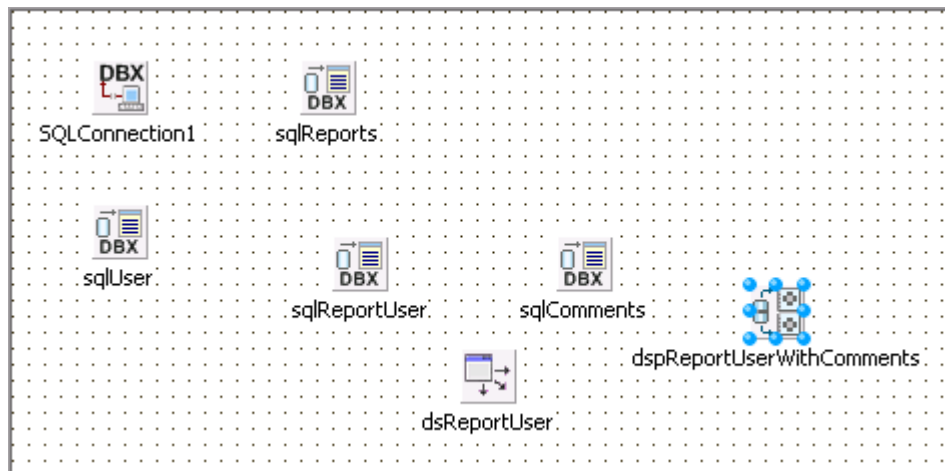 DBX
SQLConnection1
DBX
sqlReports
DBX
sqlUser
DBX
sqlReportUser
DBX
sqlComments
dspReportUserWithComments
dsReportUser